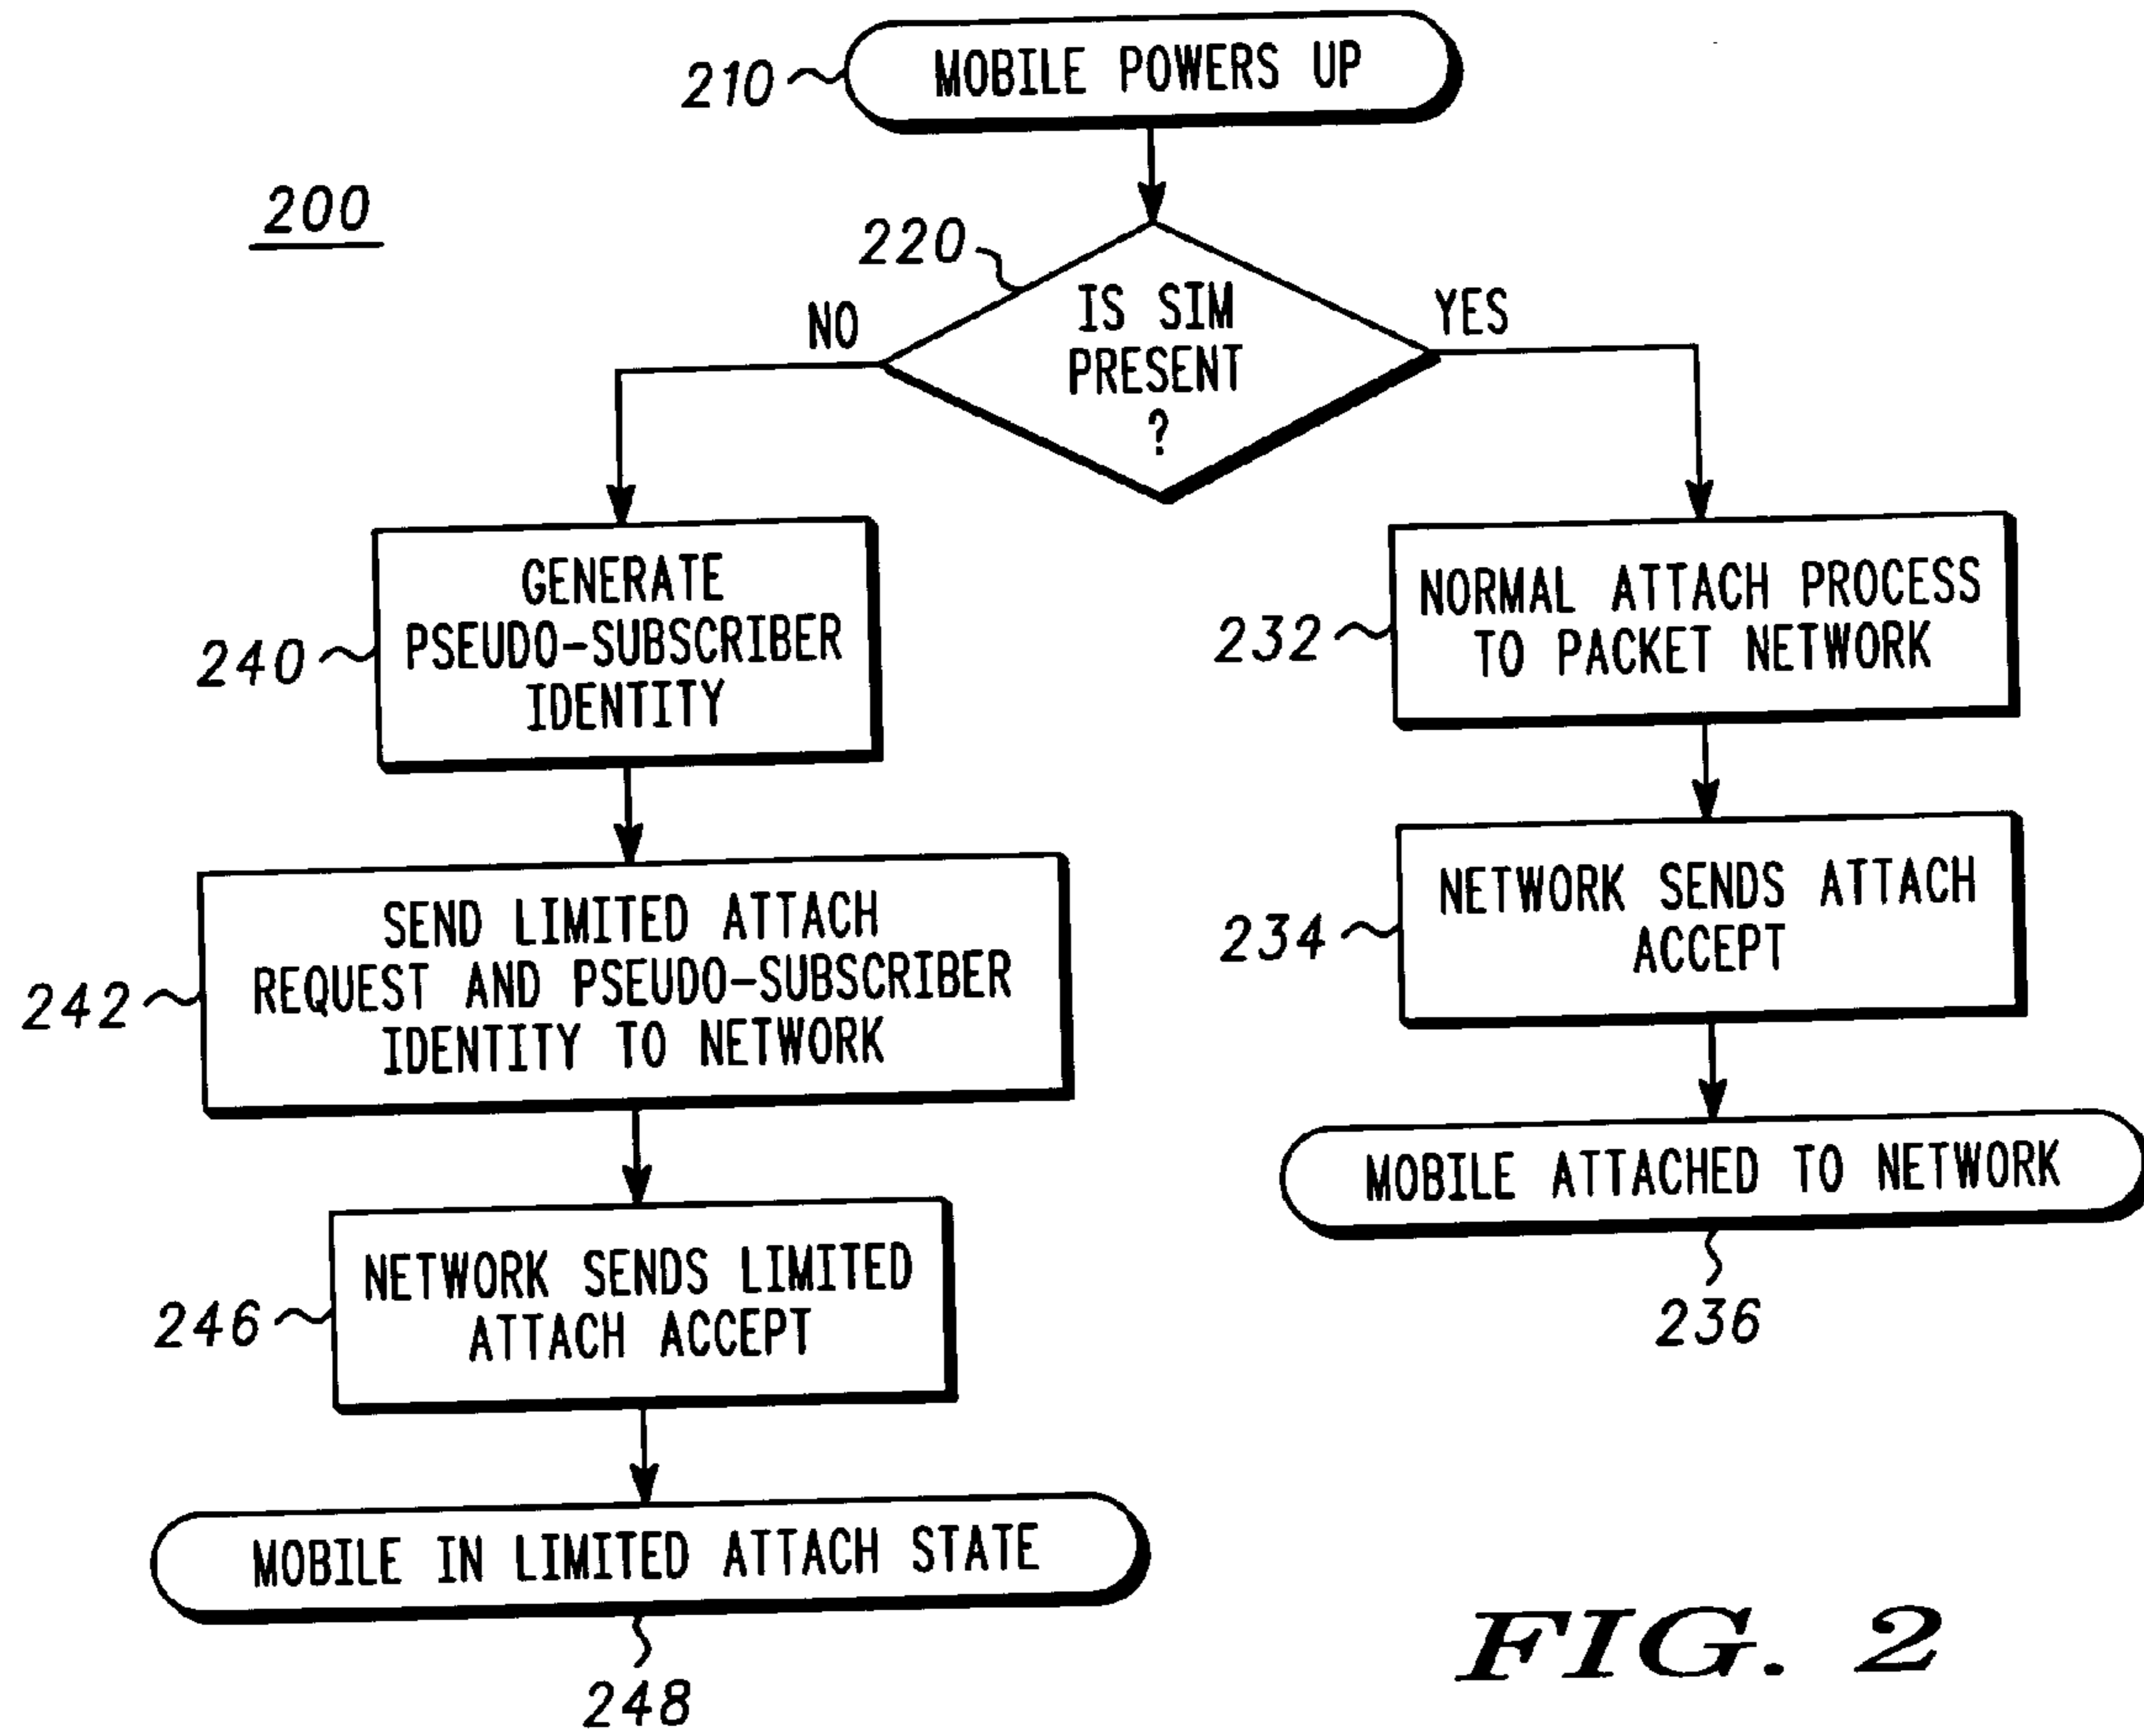 210
MOBILE POWERS UP
200
220
IS SIM
PRESENT
?
NO
YES
240
GENERATE
PSEUDO-SUBSCRIBER
IDENTITY
232
NORMAL ATTACH PROCESS
TO PACKET NETWORK
242
SEND LIMITED ATTACH
REQUEST AND PSEUDO-SUBSCRIBER
IDENTITY TO NETWORK
234
NETWORK SENDS ATTACH
ACCEPT
246
NETWORK SENDS LIMITED
ATTACH ACCEPT
MOBILE ATTACHED TO NETWORK
236
MOBILE IN LIMITED ATTACH STATE
248
FIG. 2